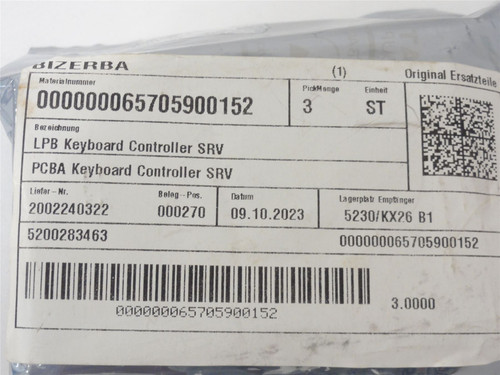 BIZERBA (1) Original Ersatzteile
Materialnummer PickMenge Einheit
000000065705900152 3 ST
Bezeichnung
LPB Keyboard Controller SRV
PCBA Keyboard Controller SRV
Liefer-Nr. Beleg-Pos. Datum Lagerplatz Empfänger
2002240322 000270 09.10.2023 5230/KX26 B1
5200283463 000000065705900152
3.0000
000000065705900152